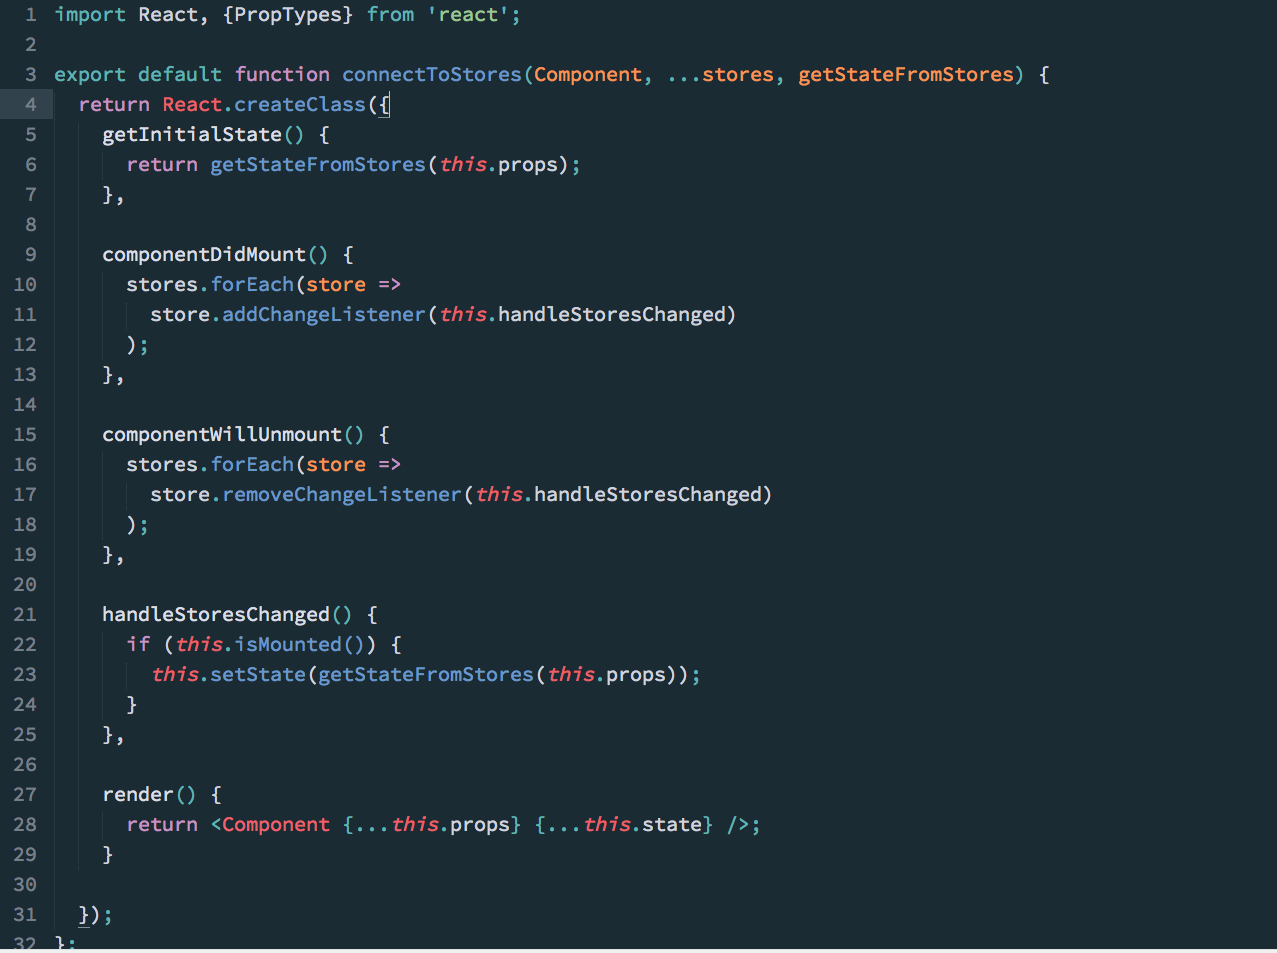 1 import React, {PropTypes} from 'react';
2
3 export default function connectToStores(Component, ...stores, getStateFromStores) {
4   return React.createClass({
5     getInitialState() {
6       return getStateFromStores(this.props);
7     },
8
9     componentDidMount() {
10       stores.forEach(store =>
11         store.addChangeListener(this.handleStoresChanged)
12       );
13     },
14
15     componentWillUnmount() {
16       stores.forEach(store =>
17         store.removeChangeListener(this.handleStoresChanged)
18       );
19     },
20
21     handleStoresChanged() {
22       if (this.isMounted()) {
23         this.setState(getStateFromStores(this.props));
24       }
25     },
26
27     render() {
28       return <Component {...this.props} {...this.state} />;
29     }
30
31   });
32 };